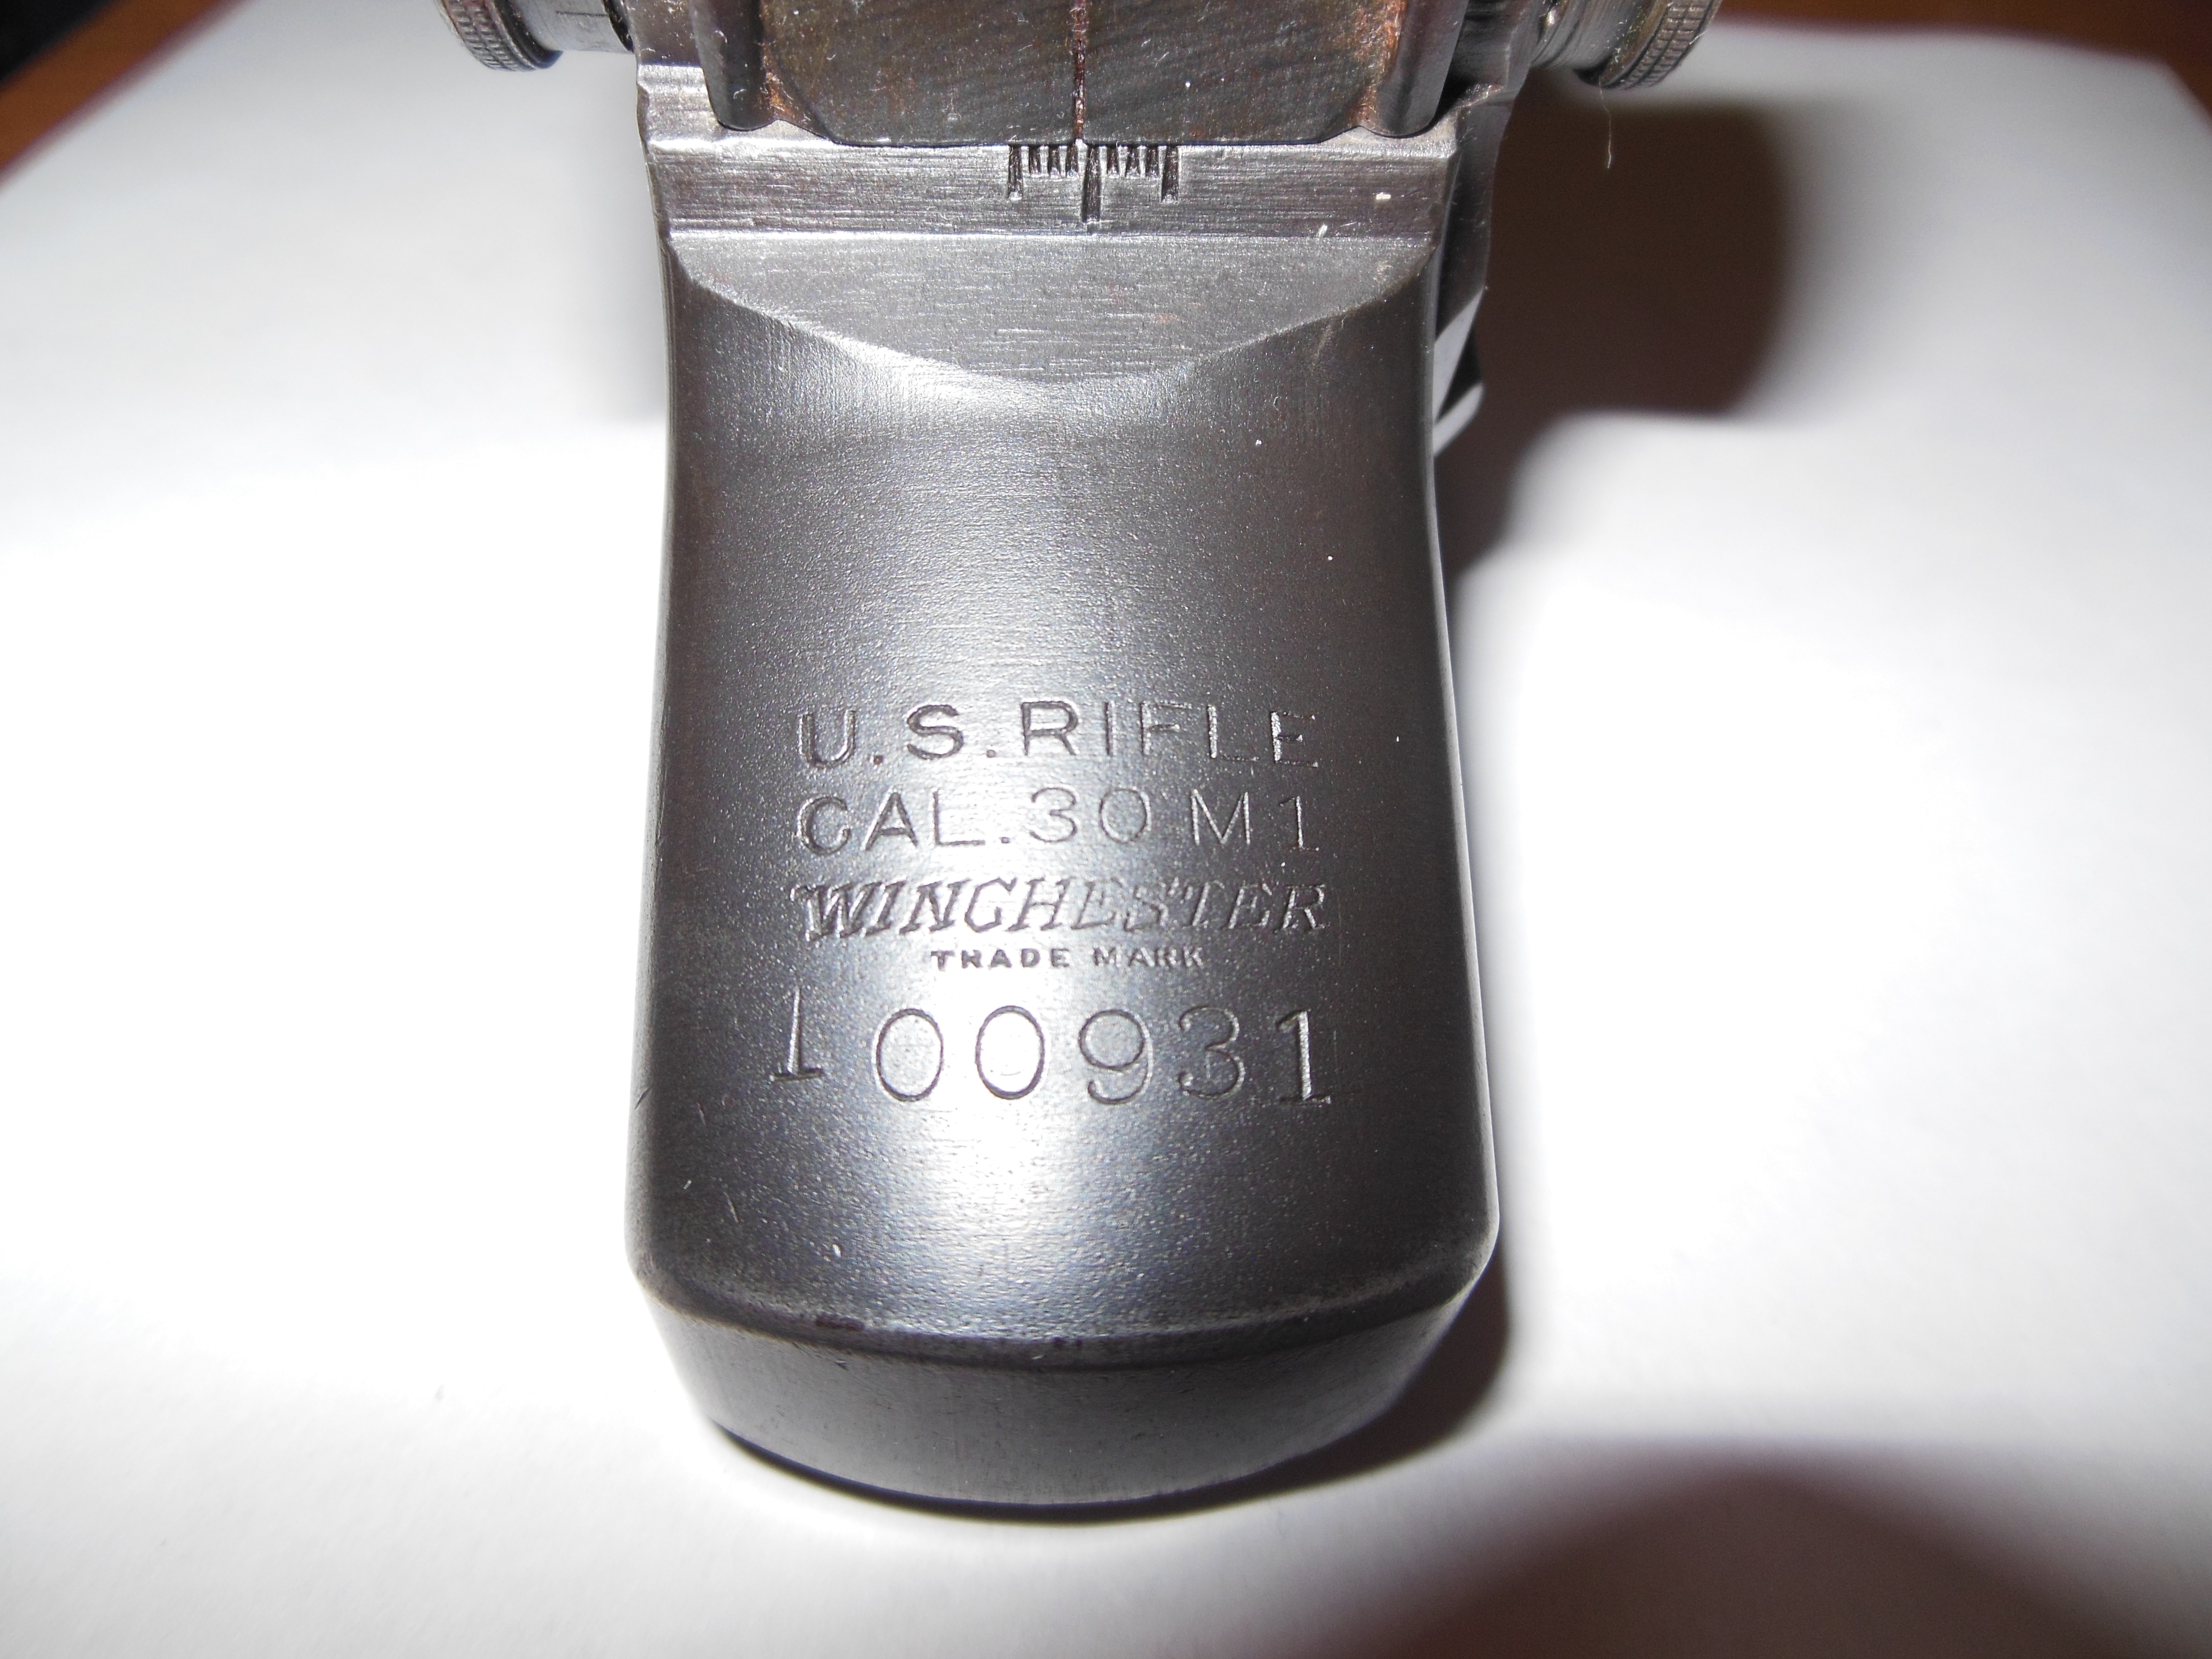 U.S.RIFLE
CAL.30 M1
WINCHESTER
TRADE MARK
100931